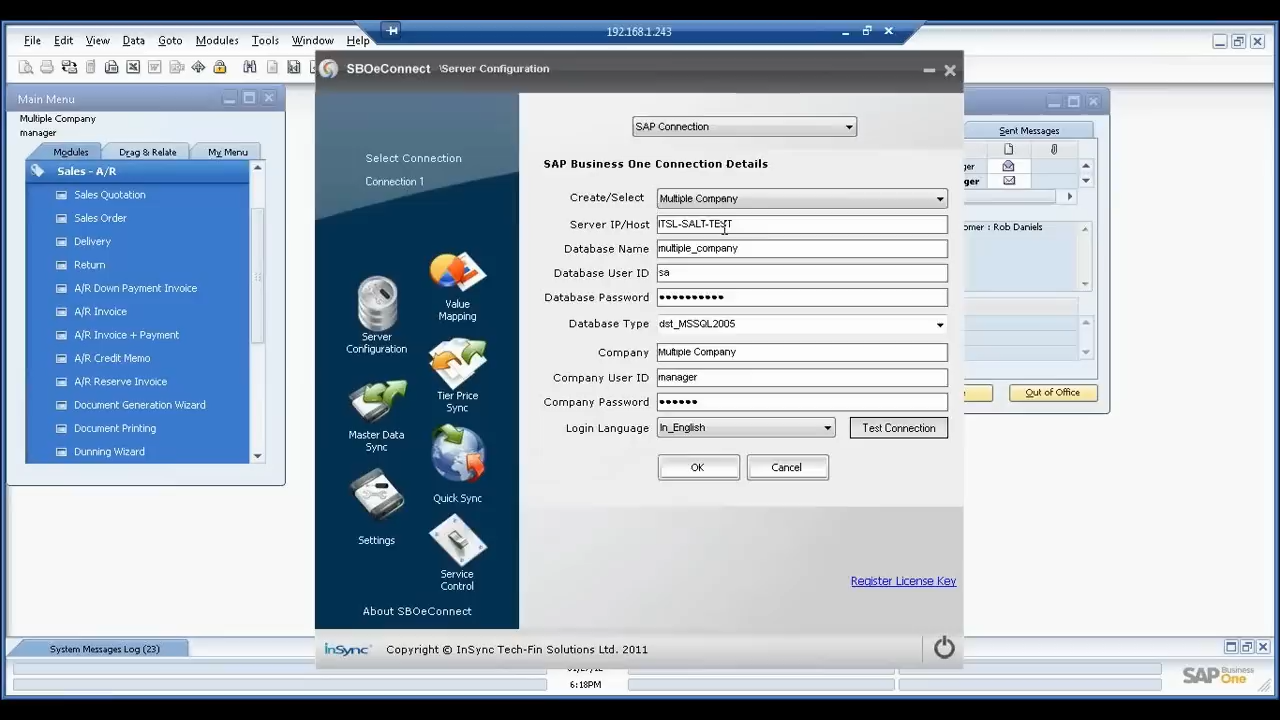 192.168.1.243
File Edit View Data Goto Modules Tools Window Help
SBOeConnect \Server Configuration
Main Menu
Multiple Company
manager
Modules Drag & Relate My Menu
Sales - A/R
Sales Quotation
Sales Order
Delivery
Return
A/R Down Payment Invoice
A/R Invoice
A/R Invoice + Payment
A/R Credit Memo
A/R Reserve Invoice
Document Generation Wizard
Document Printing
Dunning Wizard
Select Connection
Connection 1
Server Configuration
Value Mapping
Master Data Sync
Tier Price Sync
Settings
Quick Sync
Service Control
About SBOeConnect
SAP Connection
SAP Business One Connection Details
Create/Select Multiple Company
Server IP/Host ITSL-SALT-TEST
Database Name multiple_company
Database User ID sa
Database Password ••••••••••
Database Type dst_MSSQL2005
Company Multiple Company
Company User ID manager
Company Password ••••••
Login Language ln_English Test Connection
OK Cancel
Register License Key
inSync Copyright © InSync Tech-Fin Solutions Ltd. 2011
Sent Messages
omer : Rob Daniels
Out of Office
System Messages Log (23)
6:18PM
SAP Business One